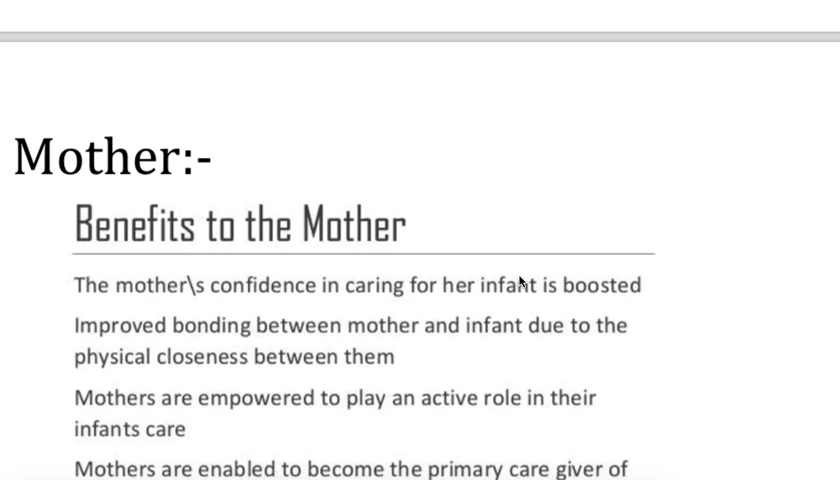 Mother:-
Benefits to the Mother
The mother\s confidence in caring for her infant is boosted
Improved bonding between mother and infant due to the
physical closeness between them
Mothers are empowered to play an active role in their
infants care
Mothers are enabled to become the primary care giver of